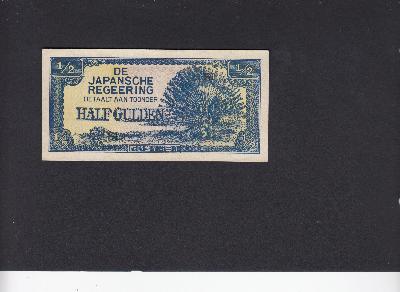 1/2 1/2
DE
JAPANSCHE
REGEERING
BETAALT AAN TOONDER
HALF GULDEN